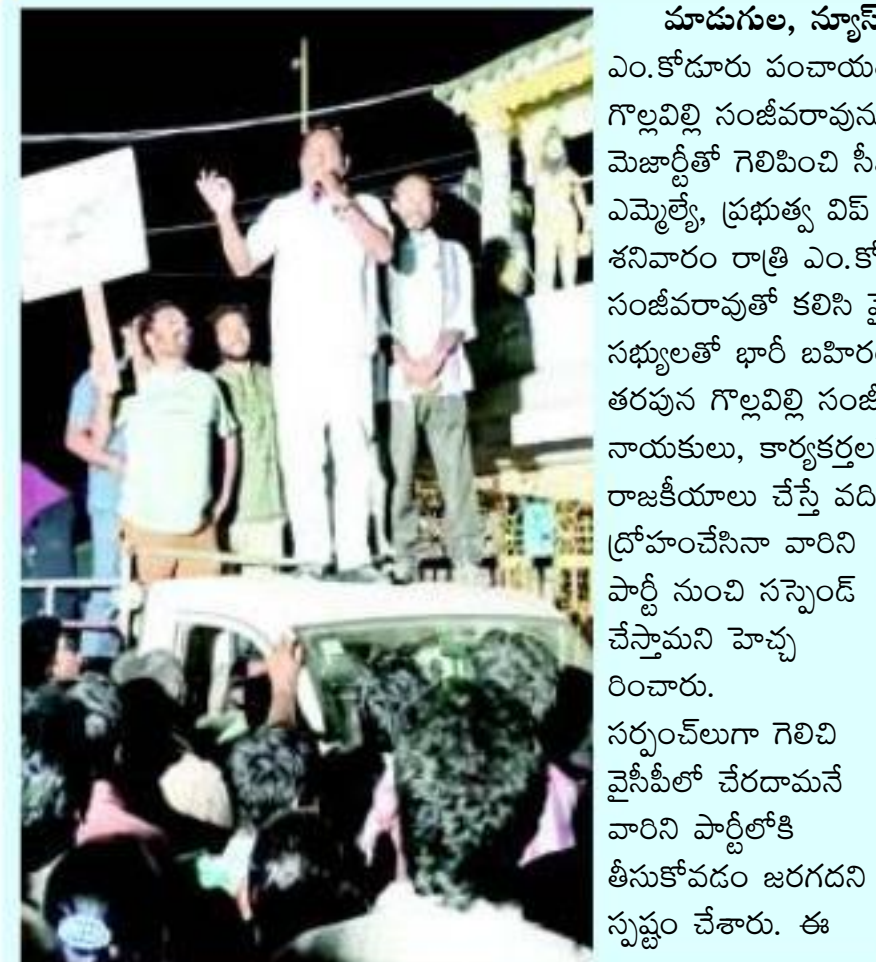 మాడుగుల, న్యూస్
ఎం.కోడూరు పంచాయ
గొల్లవిల్లి సంజీవరావును
మెజార్టీతో గెలిపించి సీ
ఎమ్మెల్యే, ప్రభుత్వ విప్
శనివారం రాత్రి ఎం.కో
సంజీవరావుతో కలిసి వై
సభ్యులతో భారీ బహిరం
తరపున గొల్లవిల్లి సంజీ
నాయకులు, కార్యకర్తల
రాజకీయాలు చేస్తే వది
ద్రోహంచేసినా వారిని
పార్టీ నుంచి సస్పెండ్
చేస్తామని హెచ్చ
రించారు.
సర్పంచ్‌లుగా గెలిచి
వైసీపీలో చేరదామనే
వారిని పార్టీలోకి
తీసుకోవడం జరగదని
స్పష్టం చేశారు. ఈ